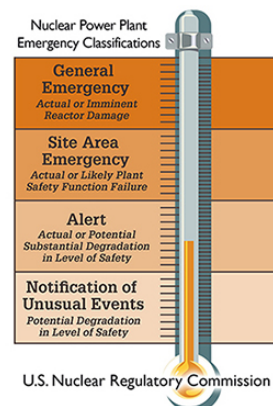 Nuclear Power Plant
Emergency Classifications
General
Emergency
Actual or Imminent
Reactor Damage
Site Area
Emergency
Actual or Likely Plant
Safety Function Failure
Alert
Actual or Potential
Substantial Degradation
in Level of Safety
Notification of
Unusual Events
Potential Degradation
in Level of Safety
U.S. Nuclear Regulatory Commission